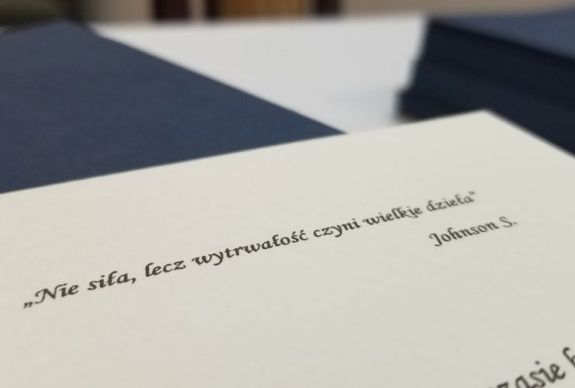 „Nie siła, lecz wytrwałość czyni wielkie dzieła"
Johnson S.